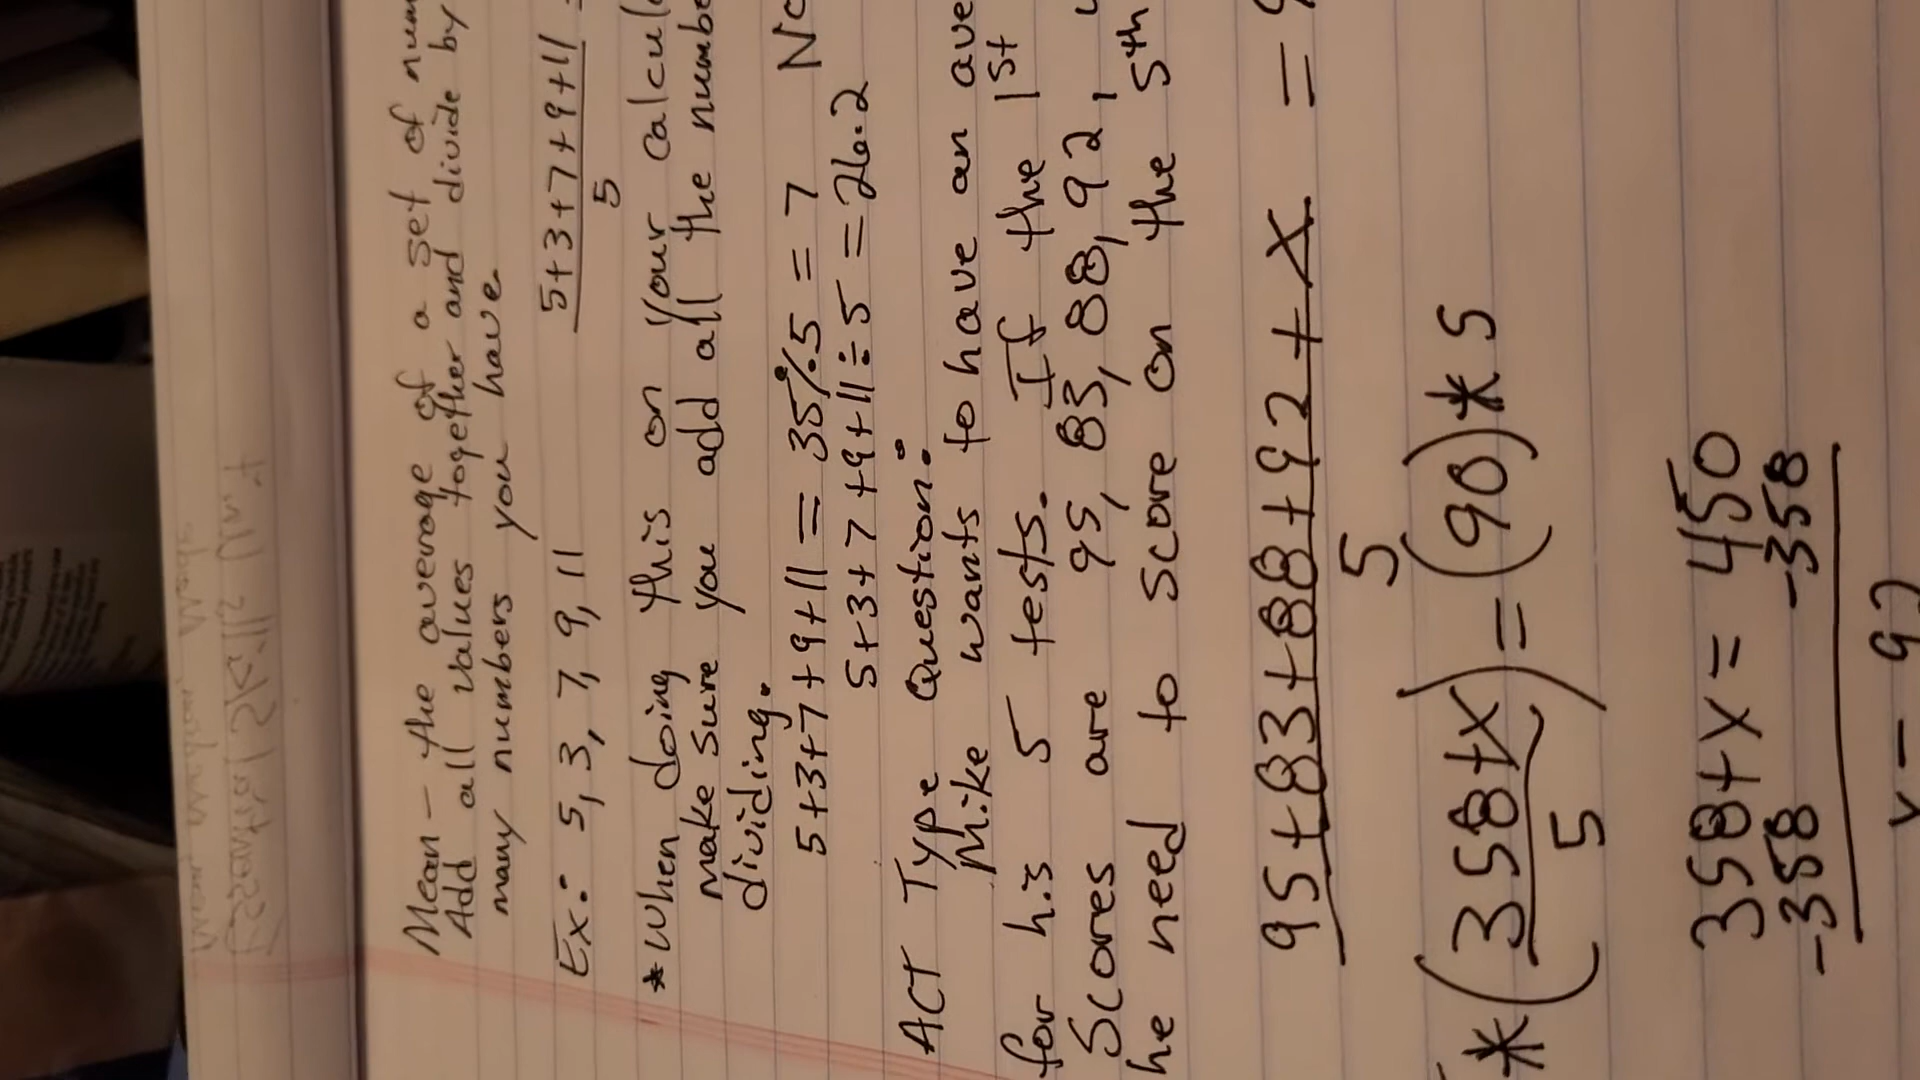 Mean - the average of a set of num
Add all values together and divide by
many numbers you have
Ex: 5, 3, 7, 9, 11 5+3+7+9+11 =
5
*When doing this on your calcul
make sure you add all the numbe
dividing.
5+3+7+9+11 = 35÷5 = 7 No
5+3+7+9+11÷5 = 26.2
ACT Type Question:
Mike wants to have an ave
for his 5 tests. If the 1st
Scores are 95, 83, 88, 92,
he need to score on the 5th
95+83+88+92+x = 9
5
*(358+x) = (90)*5
5
358+x = 450
-358 -358
x = 92